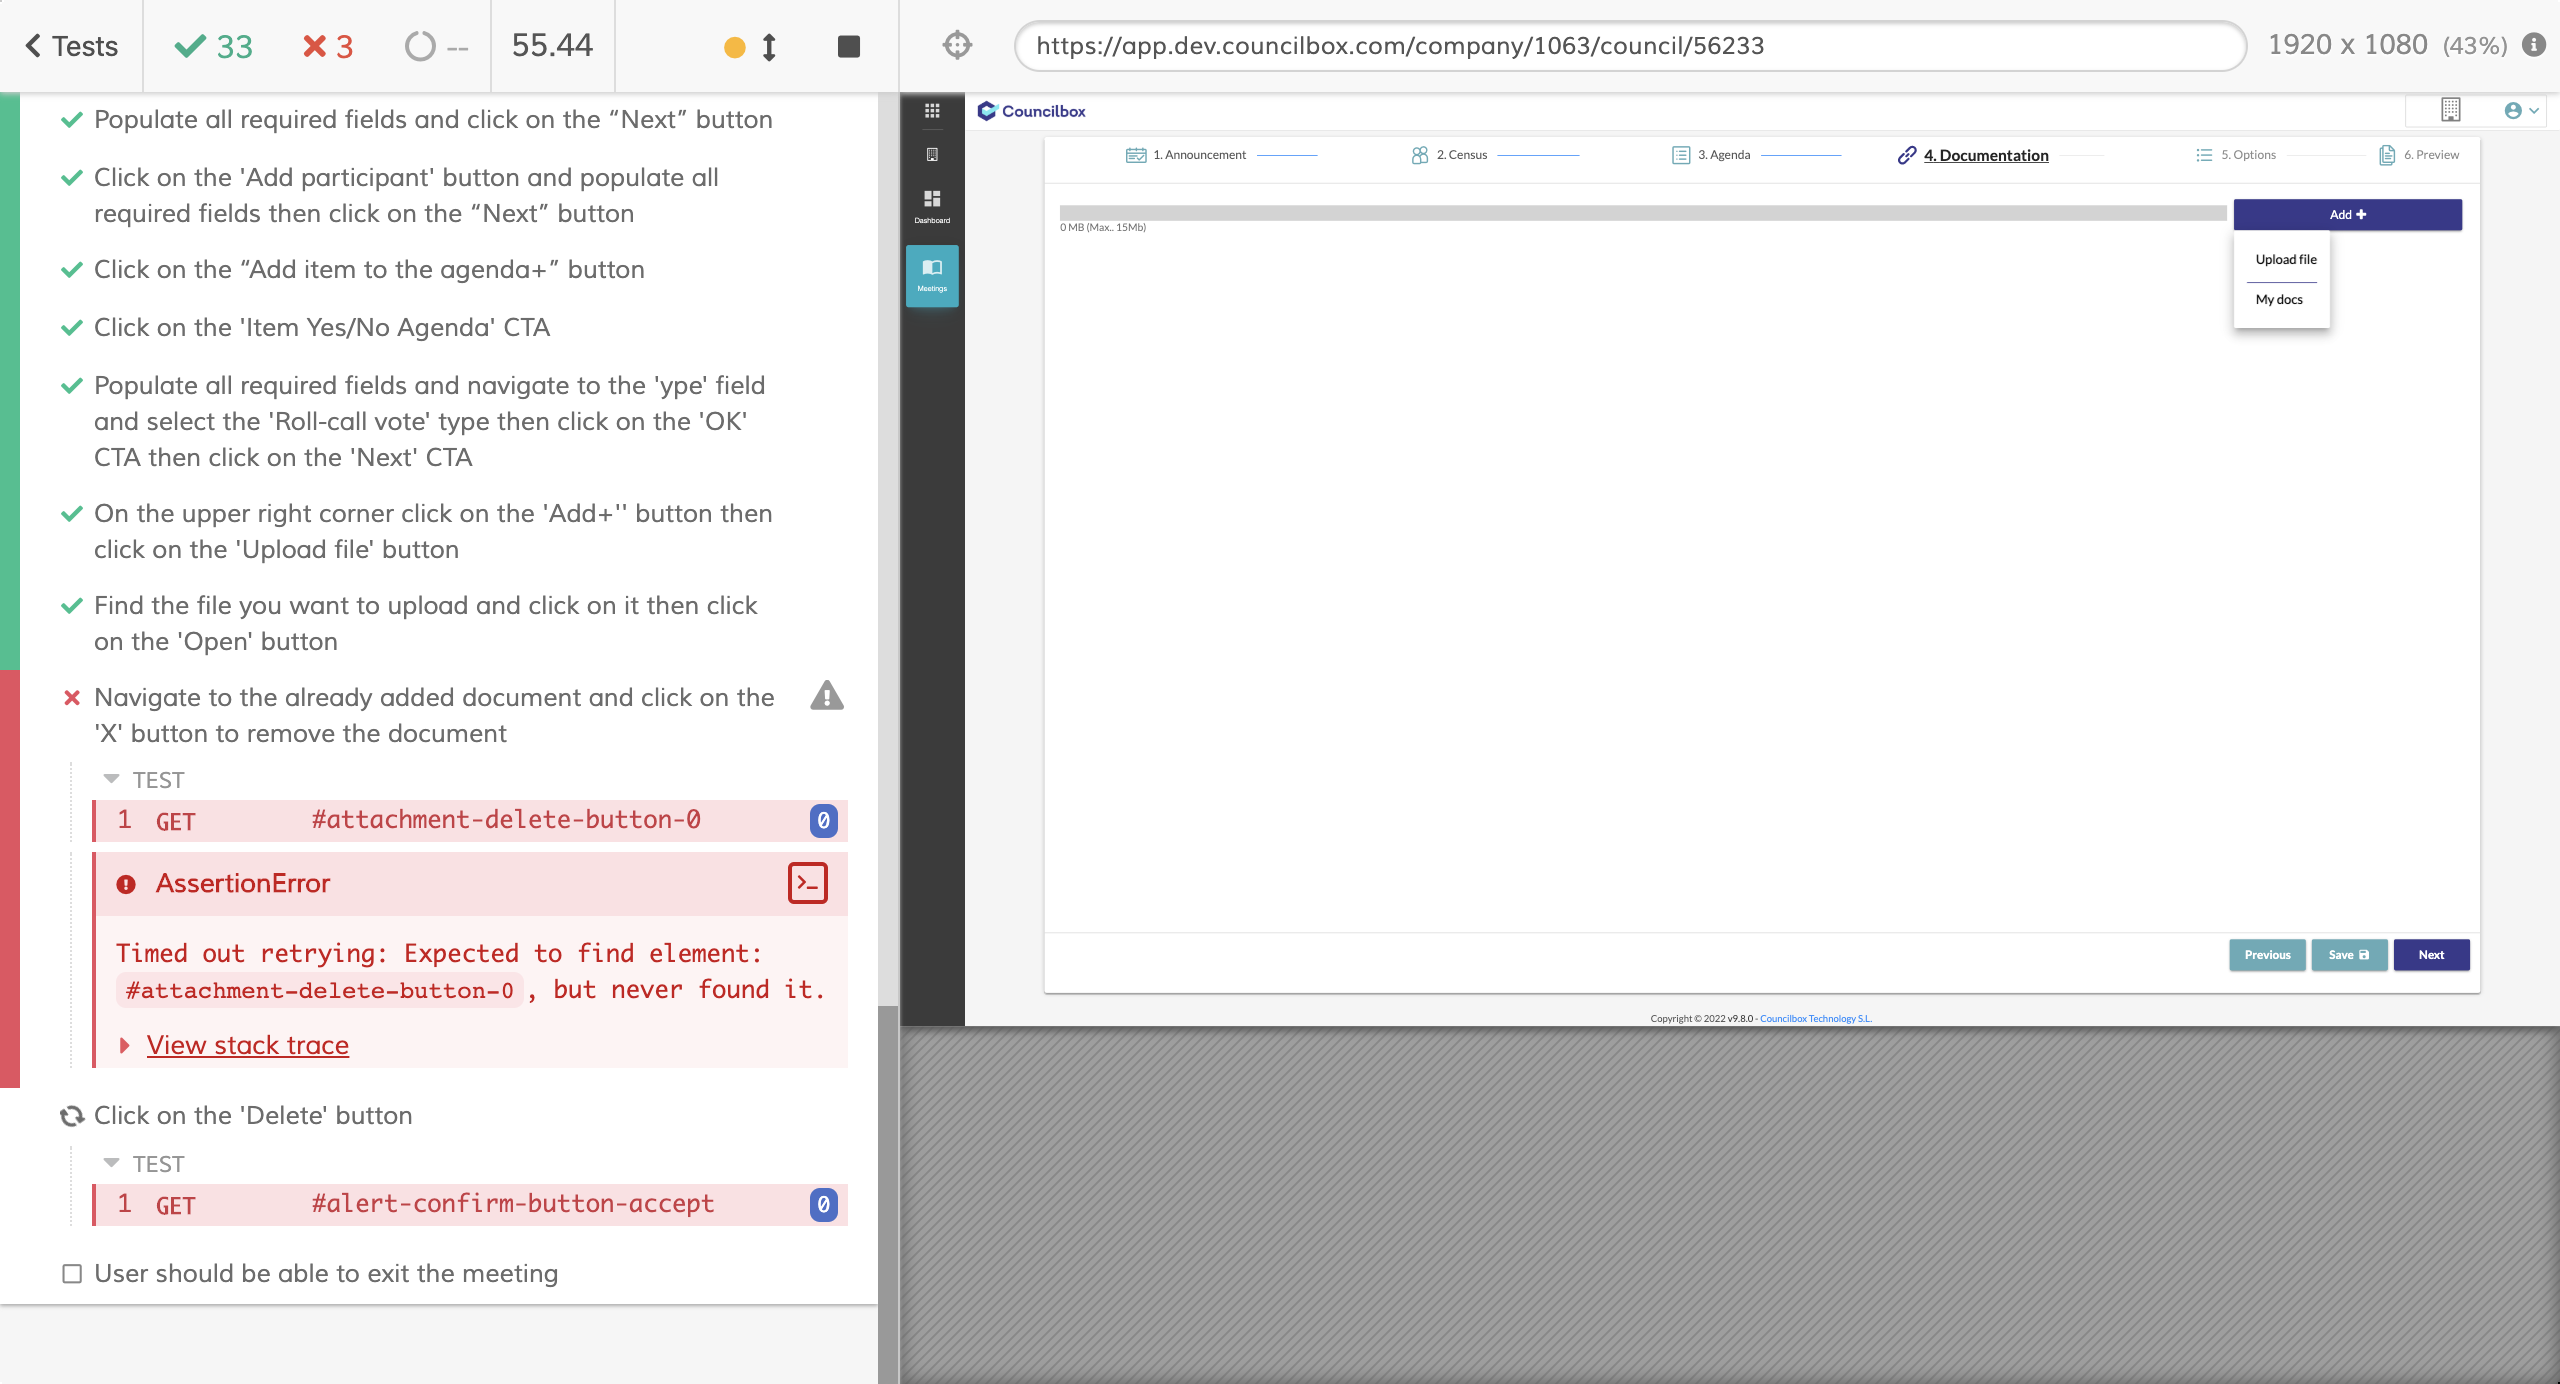 Tests
33
3
--
55.44
https://app.dev.councilbox.com/company/1063/council/56233
1920 x 1080 (43%)
Populate all required fields and click on the “Next” button
Click on the 'Add participant' button and populate all
required fields then click on the “Next” button
Click on the “Add item to the agenda+” button
Click on the 'Item Yes/No Agenda' CTA
Populate all required fields and navigate to the 'ype' field
and select the 'Roll-call vote' type then click on the 'OK'
CTA then click on the 'Next' CTA
On the upper right corner click on the 'Add+'' button then
click on the 'Upload file' button
Find the file you want to upload and click on it then click
on the 'Open' button
Navigate to the already added document and click on the
'X' button to remove the document
TEST
1 GET #attachment-delete-button-0 0
AssertionError
Timed out retrying: Expected to find element:
#attachment-delete-button-0, but never found it.
View stack trace
Click on the 'Delete' button
TEST
1 GET #alert-confirm-button-accept 0
User should be able to exit the meeting
Councilbox
Dashboard
Meetings
1. Announcement
2. Census
3. Agenda
4. Documentation
5. Options
6. Preview
0 MB (Max.. 15Mb)
Add +
Upload file
My docs
Previous
Save
Next
Copyright © 2022 v9.8.0 - Councilbox Technology S.L.